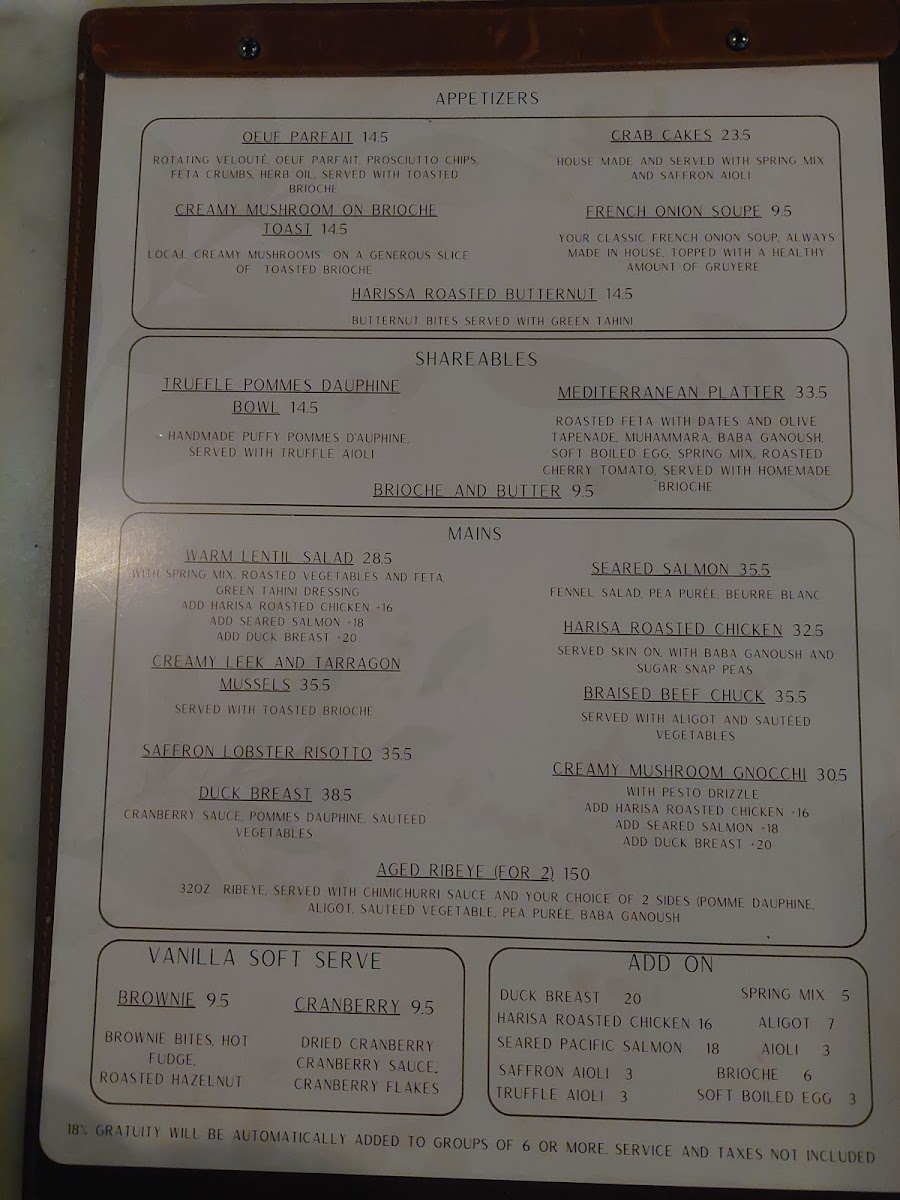 APPETIZERS
OEUF PARFAIT 14.5
ROTATING VELOUTÉ, OEUF PARFAIT, PROSCIUTTO CHIPS,
FETA CRUMBS, HERB OIL, SERVED WITH TOASTED
BRIOCHE
CREAMY MUSHROOM ON BRIOCHE
TOAST 14.5
LOCAL CREAMY MUSHROOMS ON A GENEROUS SLICE
OF TOASTED BRIOCHE
CRAB CAKES 23.5
HOUSE MADE AND SERVED WITH SPRING MIX
AND SAFFRON AIOLI
FRENCH ONION SOUPE 9.5
YOUR CLASSIC FRENCH ONION SOUP, ALWAYS
MADE IN HOUSE, TOPPED WITH A HEALTHY
AMOUNT OF GRUYERE
HARISSA ROASTED BUTTERNUT 14.5
BUTTERNUT BITES SERVED WITH GREEN TAHINI
SHAREABLES
TRUFFLE POMMES DAUPHINE
BOWL 14.5
HANDMADE PUFFY POMMES D'AUPHINE,
SERVED WITH TRUFFLE AIOLI
MEDITERRANEAN PLATTER 33.5
ROASTED FETA WITH DATES AND OLIVE
TAPENADE, MUHAMMARA, BABA GANOUSH,
SOFT BOILED EGG, SPRING MIX, ROASTED
CHERRY TOMATO, SERVED WITH HOMEMADE
BRIOCHE
BRIOCHE AND BUTTER 9.5
MAINS
WARM LENTIL SALAD 28.5
WITH SPRING MIX, ROASTED VEGETABLES AND FETA,
GREEN TAHINI DRESSING
ADD HARISA ROASTED CHICKEN +16
ADD SEARED SALMON +18
ADD DUCK BREAST +20
CREAMY LEEK AND TARRAGON
MUSSELS 35.5
SERVED WITH TOASTED BRIOCHE
SAFFRON LOBSTER RISOTTO 35.5
DUCK BREAST 38.5
CRANBERRY SAUCE, POMMES DAUPHINE, SAUTEED
VEGETABLES
SEARED SALMON 35.5
FENNEL SALAD, PEA PURÉE, BEURRE BLANC
HARISA ROASTED CHICKEN 32.5
SERVED SKIN ON, WITH BABA GANOUSH AND
SUGAR SNAP PEAS
BRAISED BEEF CHUCK 35.5
SERVED WITH ALIGOT AND SAUTÉED
VEGETABLES
CREAMY MUSHROOM GNOCCHI 30.5
WITH PESTO DRIZZLE
ADD HARISA ROASTED CHICKEN +16
ADD SEARED SALMON +18
ADD DUCK BREAST +20
AGED RIBEYE (FOR 2) 150
32OZ RIBEYE, SERVED WITH CHIMICHURRI SAUCE AND YOUR CHOICE OF 2 SIDES (POMME DAUPHINE,
ALIGOT, SAUTEED VEGETABLE, PEA PURÉE, BABA GANOUSH
VANILLA SOFT SERVE
BROWNIE 9.5
BROWNIE BITES, HOT
FUDGE,
ROASTED HAZELNUT
CRANBERRY 9.5
DRIED CRANBERRY
CRANBERRY SAUCE,
CRANBERRY FLAKES
ADD ON
DUCK BREAST 20
HARISA ROASTED CHICKEN 16
SEARED PACIFIC SALMON 18
SAFFRON AIOLI 3
TRUFFLE AIOLI 3
SPRING MIX 5
ALIGOT 7
AIOLI 3
BRIOCHE 6
SOFT BOILED EGG 3
18% GRATUITY WILL BE AUTOMATICALLY ADDED TO GROUPS OF 6 OR MORE. SERVICE AND TAXES NOT INCLUDED